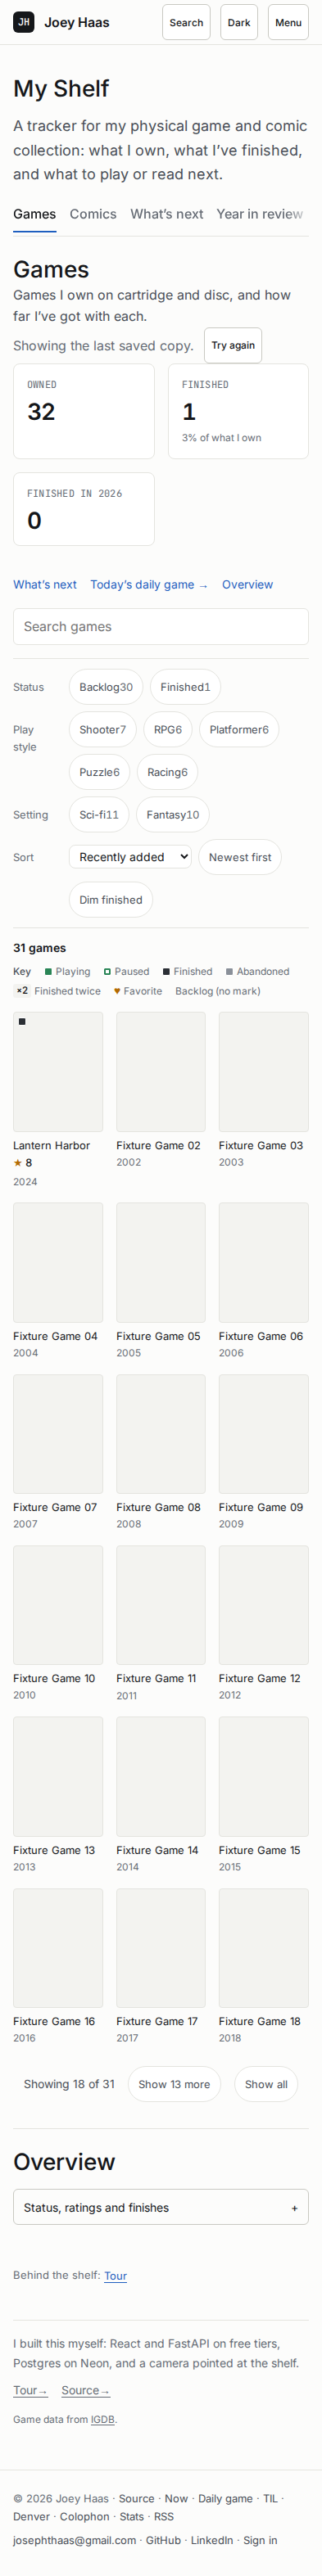 JH Joey Haas Search Dark Menu
My Shelf
A tracker for my physical game and comic
collection: what I own, what I've finished,
and what to play or read next.
Games Comics What's next Year in review
Games
Games I own on cartridge and disc, and how
far I've got with each.
Showing the last saved copy. Try again
OWNED FINISHED
32 1
3% of what I own
FINISHED IN 2026
0
What's next Today's daily game → Overview
Search games
Status Backlog30 Finished1
Play style Shooter7 RPG6 Platformer6
Puzzle6 Racing6
Setting Sci-fi11 Fantasy10
Sort Recently added Newest first
Dim finished
31 games
Key Playing Paused Finished Abandoned
×2 Finished twice ♥ Favorite Backlog (no mark)
Lantern Harbor Fixture Game 02 Fixture Game 03
★ 8 2002 2003
2024
Fixture Game 04 Fixture Game 05 Fixture Game 06
2004 2005 2006
Fixture Game 07 Fixture Game 08 Fixture Game 09
2007 2008 2009
Fixture Game 10 Fixture Game 11 Fixture Game 12
2010 2011 2012
Fixture Game 13 Fixture Game 14 Fixture Game 15
2013 2014 2015
Fixture Game 16 Fixture Game 17 Fixture Game 18
2016 2017 2018
Showing 18 of 31 Show 13 more Show all
Overview
Status, ratings and finishes +
Behind the shelf: Tour
I built this myself: React and FastAPI on free tiers,
Postgres on Neon, and a camera pointed at the shelf.
Tour→ Source→
Game data from IGDB.
© 2026 Joey Haas · Source · Now · Daily game · TIL ·
Denver · Colophon · Stats · RSS
josephthaas@gmail.com · GitHub · LinkedIn · Sign in